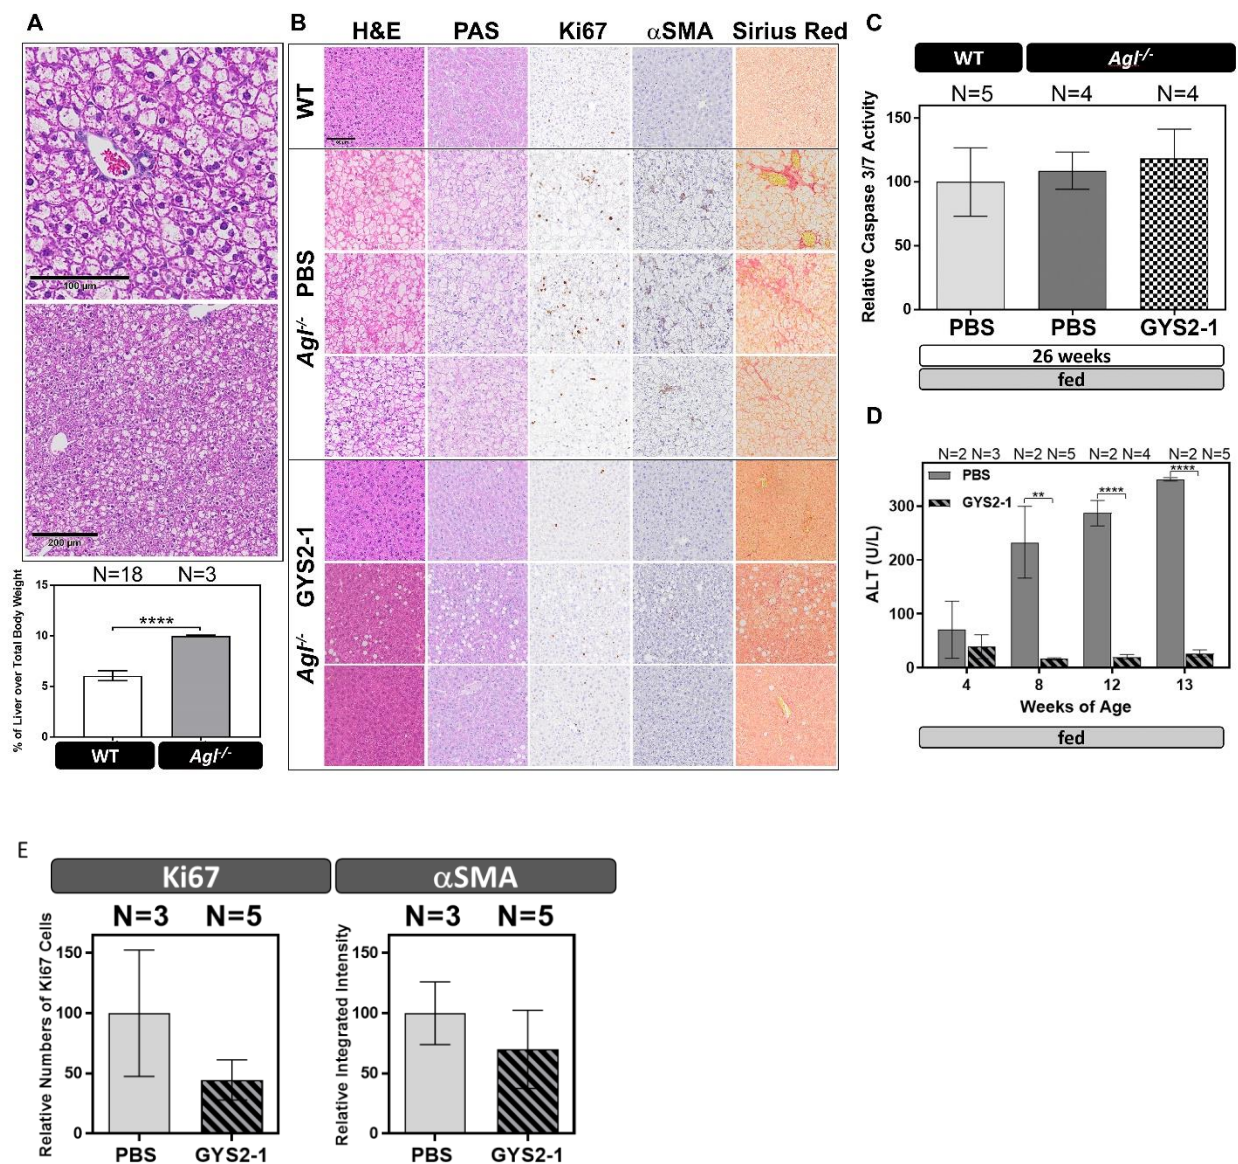 A
100 μm
200 μm
N=18 N=3
% of Liver over Total Body Weight
15
10
5
0
****
WT Agl-/-
B
H&E PAS Ki67 αSMA Sirius Red
WT
Agl-/- PBS
Agl-/- GYS2-1
C
WT Agl-/-
N=5 N=4 N=4
Relative Caspase 3/7 Activity
150
100
50
0
PBS PBS GYS2-1
26 weeks
fed
D
N=2 N=3 N=2 N=5 N=2 N=4 N=2 N=5
PBS
GYS2-1
** **** ****
ALT (U/L)
300
200
100
0
4 8 12 13
Weeks of Age
fed
E
Ki67
N=3 N=5
Relative Numbers of Ki67 Cells
150
100
50
0
PBS GYS2-1
αSMA
N=3 N=5
Relative Integrated Intensity
150
100
50
0
PBS GYS2-1